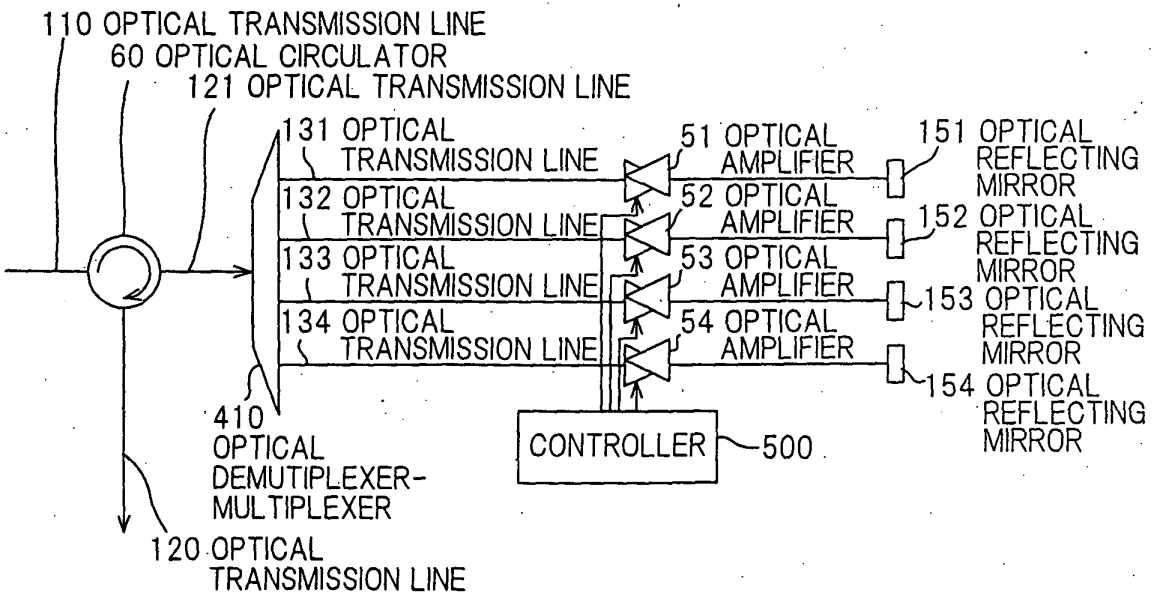 110 OPTICAL TRANSMISSION LINE
60 OPTICAL CIRCULATOR
121 OPTICAL TRANSMISSION LINE
131 OPTICAL
TRANSMISSION LINE
51 OPTICAL
AMPLIFIER
151 OPTICAL
REFLECTING
MIRROR
132 OPTICAL
TRANSMISSION LINE
52 OPTICAL
AMPLIFIER
152 OPTICAL
REFLECTING
MIRROR
133 OPTICAL
TRANSMISSION LINE
53 OPTICAL
AMPLIFIER
153 OPTICAL
REFLECTING
MIRROR
134 OPTICAL
TRANSMISSION LINE
54 OPTICAL
AMPLIFIER
154 OPTICAL
REFLECTING
MIRROR
410
OPTICAL
DEMUTIPLEXER-
MULTIPLEXER
CONTROLLER
500
120 OPTICAL
TRANSMISSION LINE